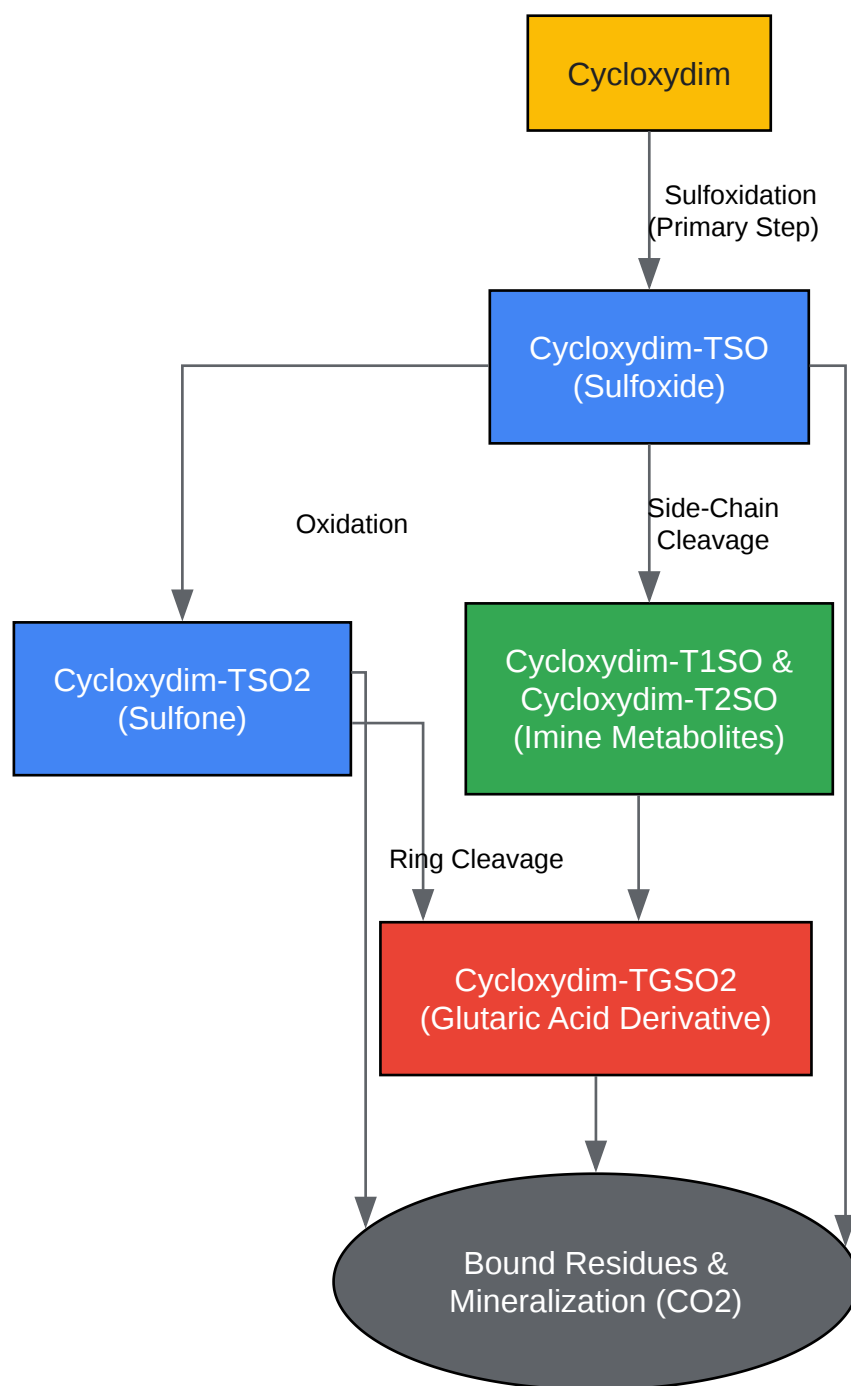 Cycloxydim
Sulfoxidation
(Primary Step)
Cycloxydim-TSO
(Sulfoxide)
Oxidation
Side-Chain
Cleavage
Cycloxydim-TSO2
(Sulfone)
Cycloxydim-T1SO &
Cycloxydim-T2SO
(Imine Metabolites)
Ring Cleavage
Cycloxydim-TGSO2
(Glutaric Acid Derivative)
Bound Residues &
Mineralization (CO2)